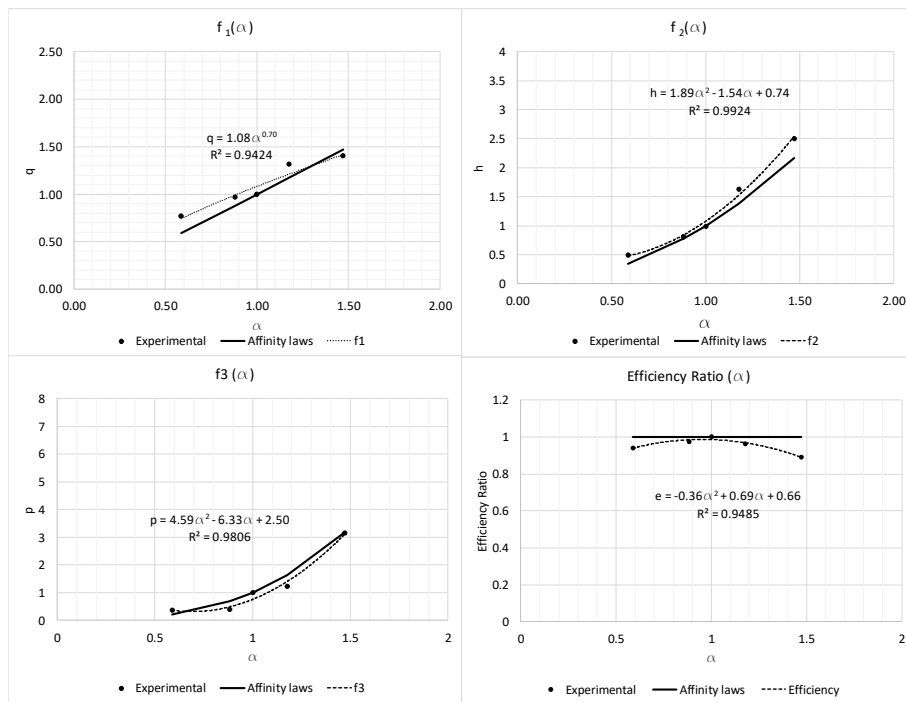 f 1(α)
2.50
2.00
1.50
1.00
0.50
0.00
q
q = 1.08α^0.70
R² = 0.9424
0.00 0.50 1.00 1.50 2.00
α
Experimental Affinity laws f1
f 2(α)
4
3.5
3
2.5
2
1.5
1
0.5
0
h
h = 1.89α² - 1.54α + 0.74
R² = 0.9924
0.00 0.50 1.00 1.50 2.00
α
Experimental Affinity laws f2
f3 (α)
8
7
6
5
4
3
2
1
0
p
p = 4.59α² - 6.33α + 2.50
R² = 0.9806
0 0.5 1 1.5 2
α
Experimental Affinity laws f3
Efficiency Ratio (α)
1.2
1
0.8
0.6
0.4
0.2
0
Efficiency Ratio
e = -0.36α² + 0.69α + 0.66
R² = 0.9485
0 0.5 1 1.5 2
α
Experimental Affinity laws Efficiency